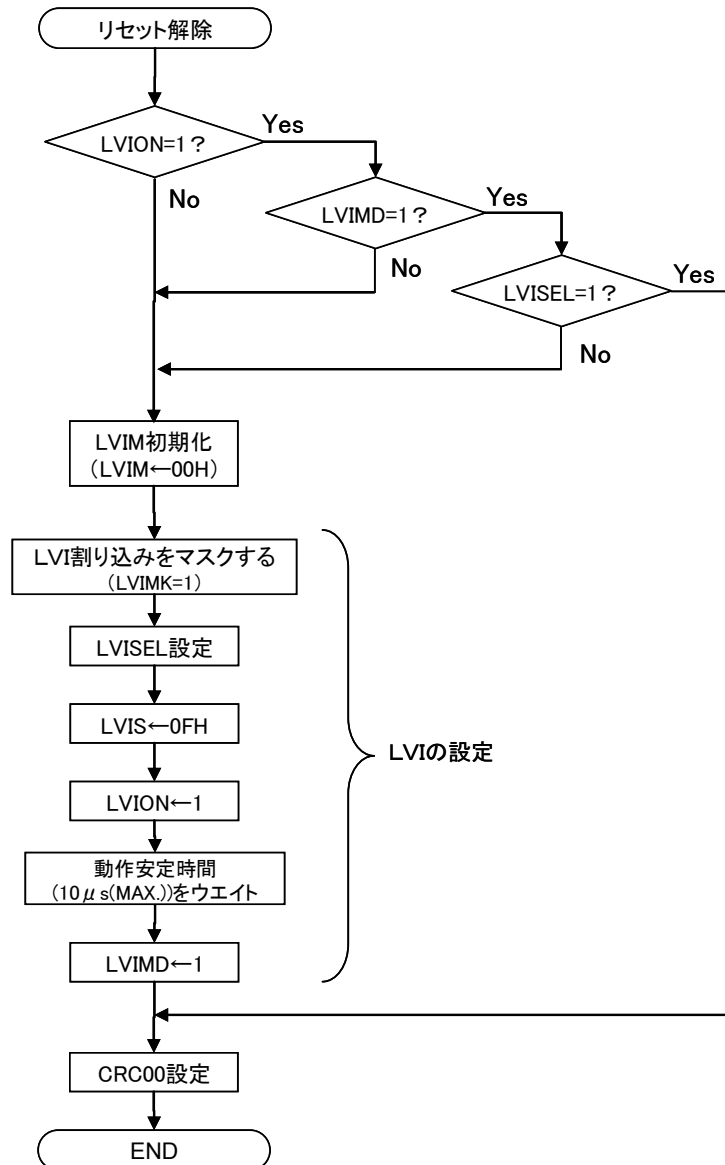 リセット解除
LVION=1?
Yes
No
LVIMD=1?
Yes
No
LVISEL=1?
Yes
No
LVIM初期化
(LVIM←00H)
LVI割り込みをマスクする
(LVIMK=1)
LVISEL設定
LVIS←0FH
LVIの設定
LVION←1
動作安定時間
(10μs(MAX.))をウエイト
LVIMD←1
CRC00設定
END